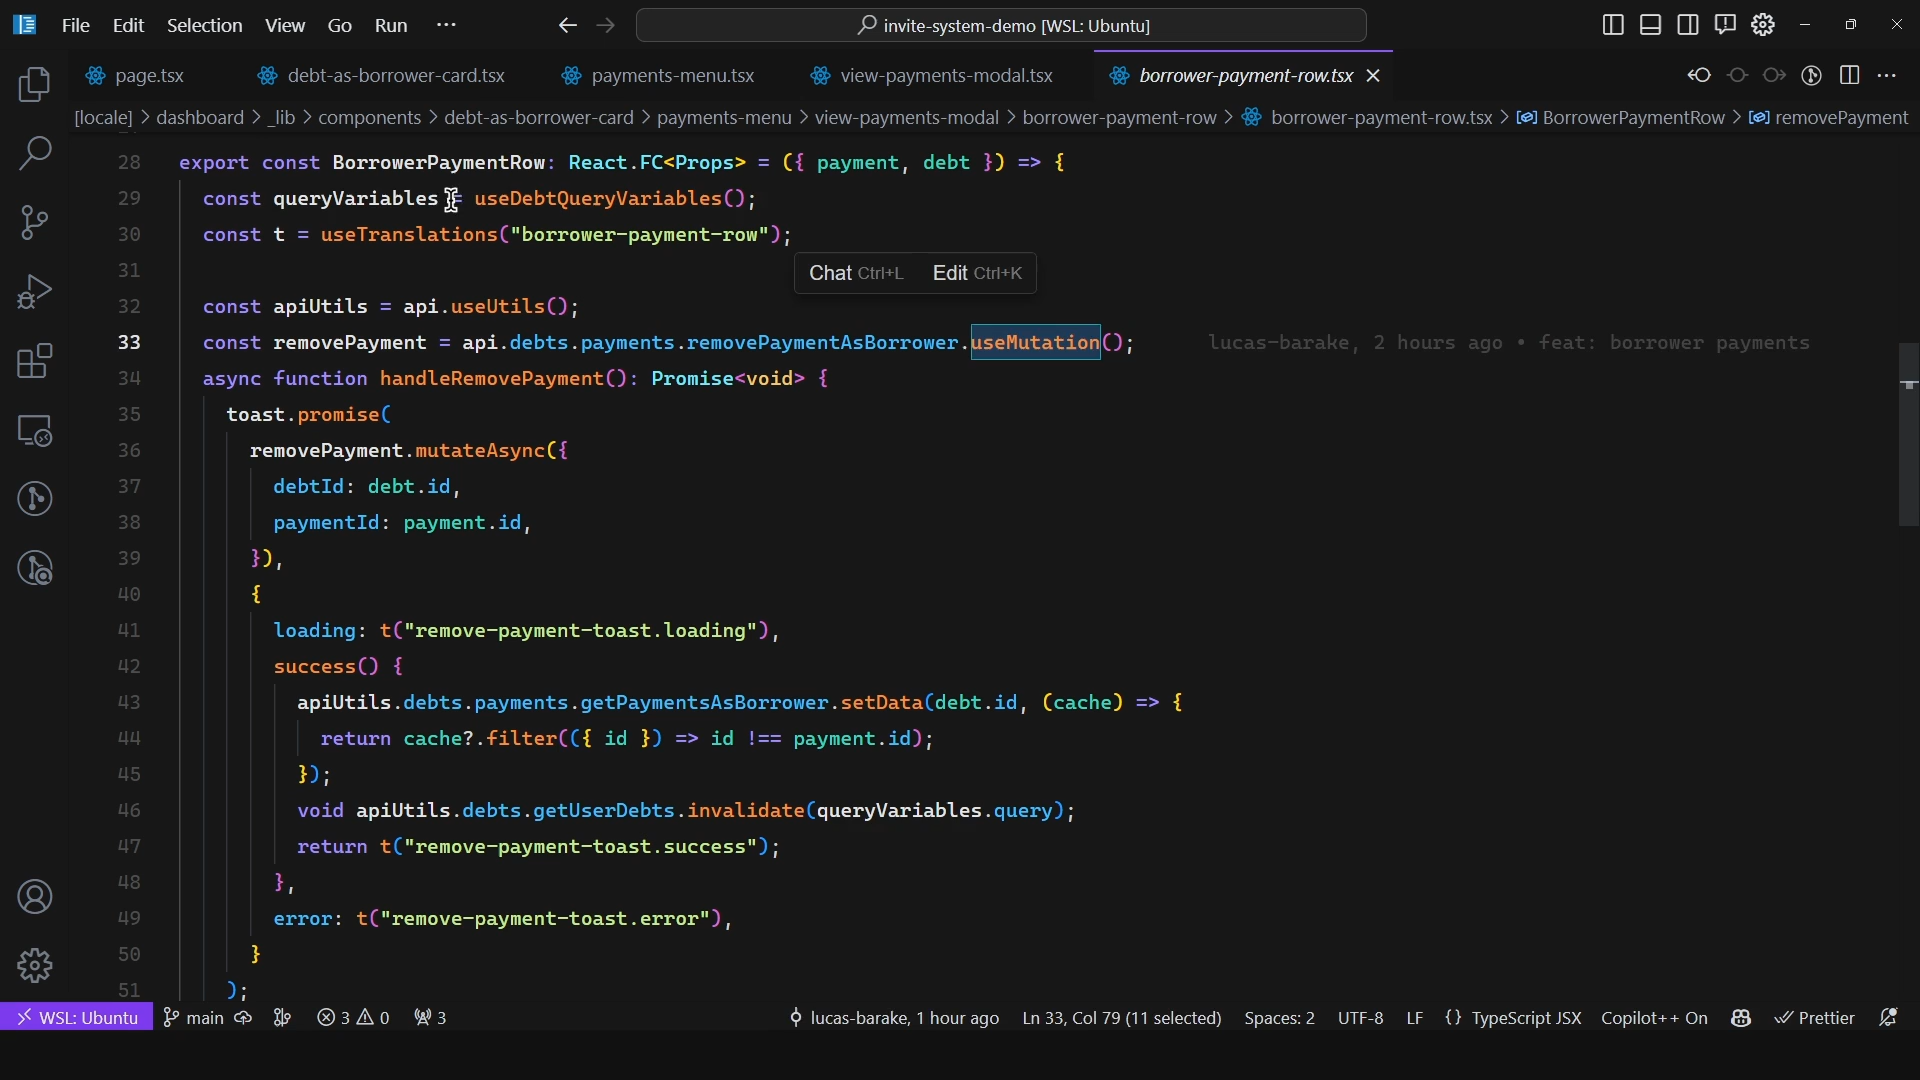 File Edit Selection View Go Run ···
invite-system-demo [WSL: Ubuntu]
page.tsx debt-as-borrower-card.tsx payments-menu.tsx view-payments-modal.tsx borrower-payment-row.tsx
[locale] > dashboard > _lib > components > debt-as-borrower-card > payments-menu > view-payments-modal > borrower-payment-row > borrower-payment-row.tsx > BorrowerPaymentRow > removePayment
28 export const BorrowerPaymentRow: React.FC<Props> = ({ payment, debt }) => {
29 const queryVariables = useDebtQueryVariables();
30 const t = useTranslations("borrower-payment-row");
31
Chat Ctrl+L Edit Ctrl+K
32 const apiUtils = api.useUtils();
33 const removePayment = api.debts.payments.removePaymentAsBorrower.useMutation(); lucas-barake, 2 hours ago • feat: borrower payments
34 async function handleRemovePayment(): Promise<void> {
35 toast.promise(
36 removePayment.mutateAsync({
37 debtId: debt.id,
38 paymentId: payment.id,
39 }),
40 {
41 loading: t("remove-payment-toast.loading"),
42 success() {
43 apiUtils.debts.payments.getPaymentsAsBorrower.setData(debt.id, (cache) => {
44 return cache?.filter(({ id }) => id !== payment.id);
45 });
46 void apiUtils.debts.getUserDebts.invalidate(queryVariables.query);
47 return t("remove-payment-toast.success");
48 },
49 error: t("remove-payment-toast.error"),
50 }
51 );
WSL: Ubuntu main 3 0 3 lucas-barake, 1 hour ago Ln 33, Col 79 (11 selected) Spaces: 2 UTF-8 LF {} TypeScript JSX Copilot++ On Prettier